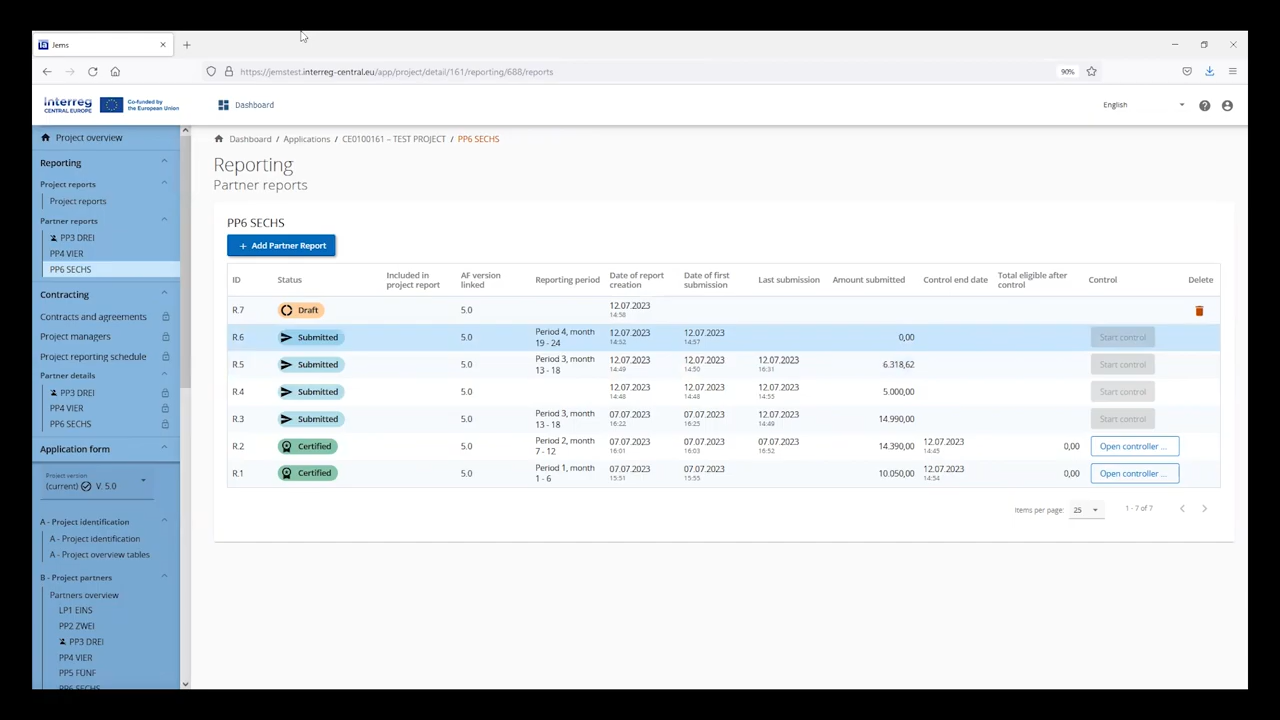 Jems
https://jemstest.interreg-central.eu/app/project/detail/161/reporting/688/reports
90%
Interreg
CENTRAL EUROPE
Co-funded by
the European Union
Dashboard
English
Project overview
Reporting
Project reports
Project reports
Partner reports
PP3 DREI
PP4 VIER
PP6 SECHS
Contracting
Contracts and agreements
Project managers
Project reporting schedule
Partner details
PP3 DREI
PP4 VIER
PP6 SECHS
Application form
Project version
(current) V. 5.0
A - Project identification
A - Project identification
A - Project overview tables
B - Project partners
Partners overview
LP1 EINS
PP2 ZWEI
PP3 DREI
PP4 VIER
PP5 FÜNF
PP6 SECHS
Dashboard / Applications / CE0100161 – TEST PROJECT / PP6 SECHS
Reporting
Partner reports
PP6 SECHS
+ Add Partner Report
ID Status Included in project report AF version linked Reporting period Date of report creation Date of first submission Last submission Amount submitted Control end date Total eligible after control Control Delete
R.7 Draft 5.0 12.07.2023 14:58
R.6 Submitted 5.0 Period 4, month 19 - 24 12.07.2023 14:52 12.07.2023 14:57 0,00 Start control
R.5 Submitted 5.0 Period 3, month 13 - 18 12.07.2023 14:49 12.07.2023 14:50 12.07.2023 16:31 6.318,62 Start control
R.4 Submitted 5.0 12.07.2023 14:48 12.07.2023 14:48 12.07.2023 14:55 5.000,00 Start control
R.3 Submitted 5.0 Period 3, month 13 - 18 07.07.2023 16:22 07.07.2023 16:25 12.07.2023 14:49 14.990,00 Start control
R.2 Certified 5.0 Period 2, month 7 - 12 07.07.2023 16:01 07.07.2023 16:03 07.07.2023 16:52 14.390,00 12.07.2023 14:45 0,00 Open controller ...
R.1 Certified 5.0 Period 1, month 1 - 6 07.07.2023 15:51 07.07.2023 15:55 10.050,00 12.07.2023 14:54 0,00 Open controller ...
Items per page: 25 1 - 7 of 7